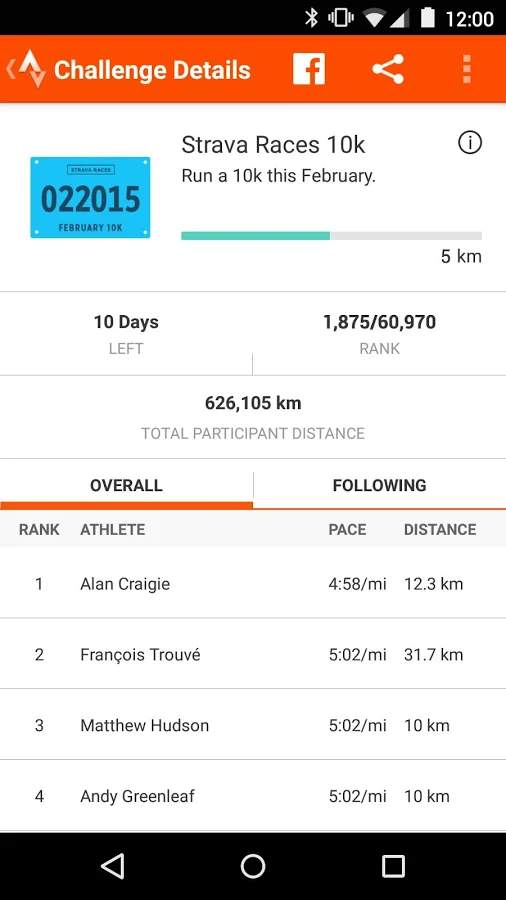 12:00
Challenge Details
Strava Races 10k
Run a 10k this February.
STRAVA RACES
022015
FEBRUARY 10K
5 km
10 Days
LEFT
1,875/60,970
RANK
626,105 km
TOTAL PARTICIPANT DISTANCE
OVERALL FOLLOWING
RANK ATHLETE PACE DISTANCE
1 Alan Craigie 4:58/mi 12.3 km
2 François Trouvé 5:02/mi 31.7 km
3 Matthew Hudson 5:02/mi 10 km
4 Andy Greenleaf 5:02/mi 10 km